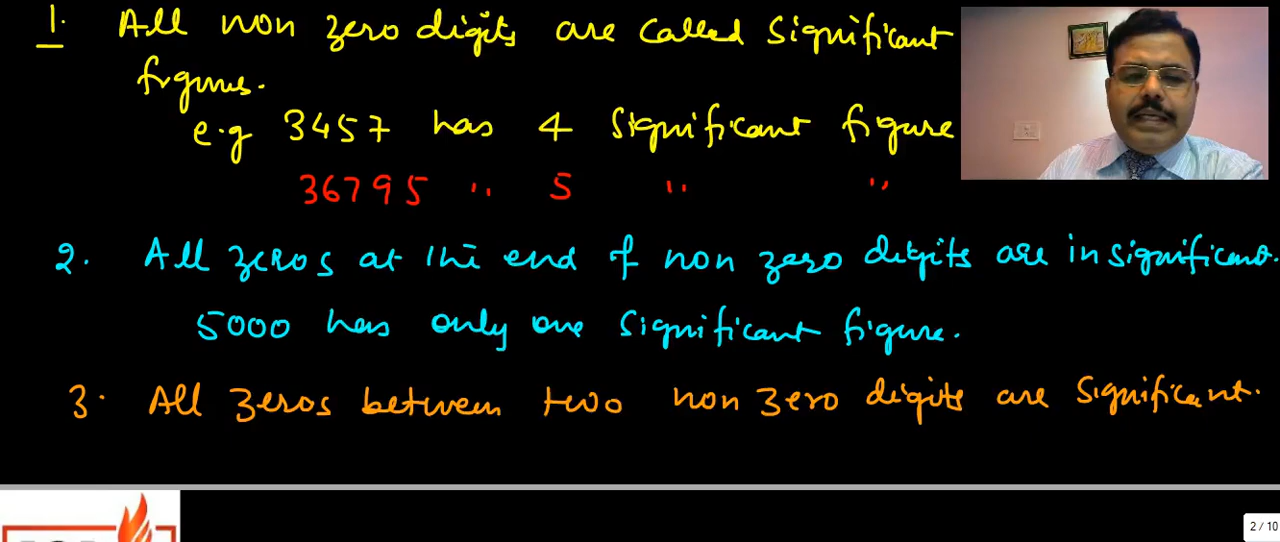 1. All non zero digits are called significant
figures.
e.g 3457 has 4 significant figure
36795 " 5 " "
2. All zeros at the end of non zero digits are insignificant.
5000 has only one significant figure.
3. All zeros between two non zero digits are significant.
2 / 10